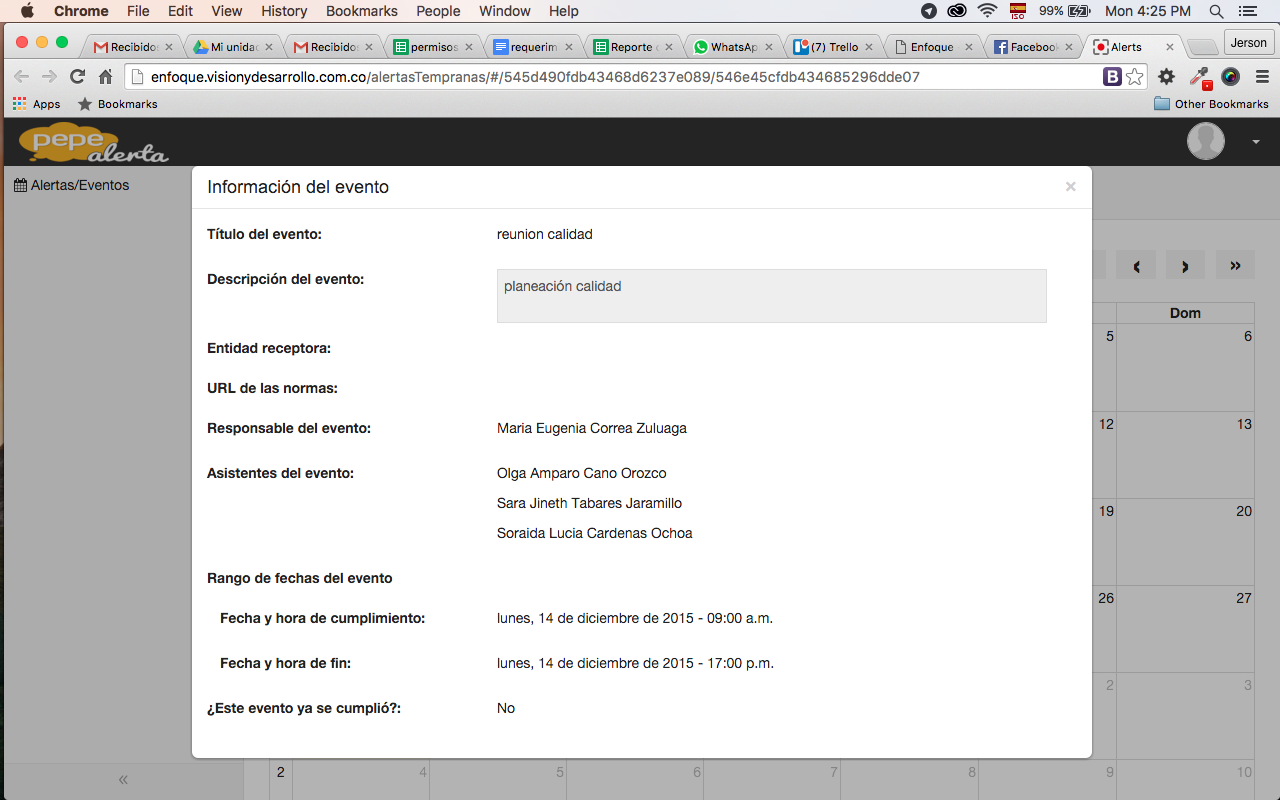 Chrome File Edit View History Bookmarks People Window Help ISO 99% Mon 4:25 PM
Recibidos Mi unidad Recibidos permisos requerim Reporte WhatsApp (7) Trello Enfoque Facebook Alerts Jerson
enfoque.visionydesarrollo.com.co/alertasTempranas/#/545d490fdb43468d6237e089/546e45cfdb434685296dde07
Apps Bookmarks Other Bookmarks
pepe alerta
Alertas/Eventos
Información del evento ×
Título del evento: reunion calidad
Descripción del evento: planeación calidad
Entidad receptora:
URL de las normas:
Responsable del evento: Maria Eugenia Correa Zuluaga
Asistentes del evento: Olga Amparo Cano Orozco
Sara Jineth Tabares Jaramillo
Soraida Lucia Cardenas Ochoa
Rango de fechas del evento
Fecha y hora de cumplimiento: lunes, 14 de diciembre de 2015 - 09:00 a.m.
Fecha y hora de fin: lunes, 14 de diciembre de 2015 - 17:00 p.m.
¿Este evento ya se cumplió?: No
‹ › »
Dom
5 6
12 13
19 20
26 27
2 3
« 2 4 5 6 7 8 9 10